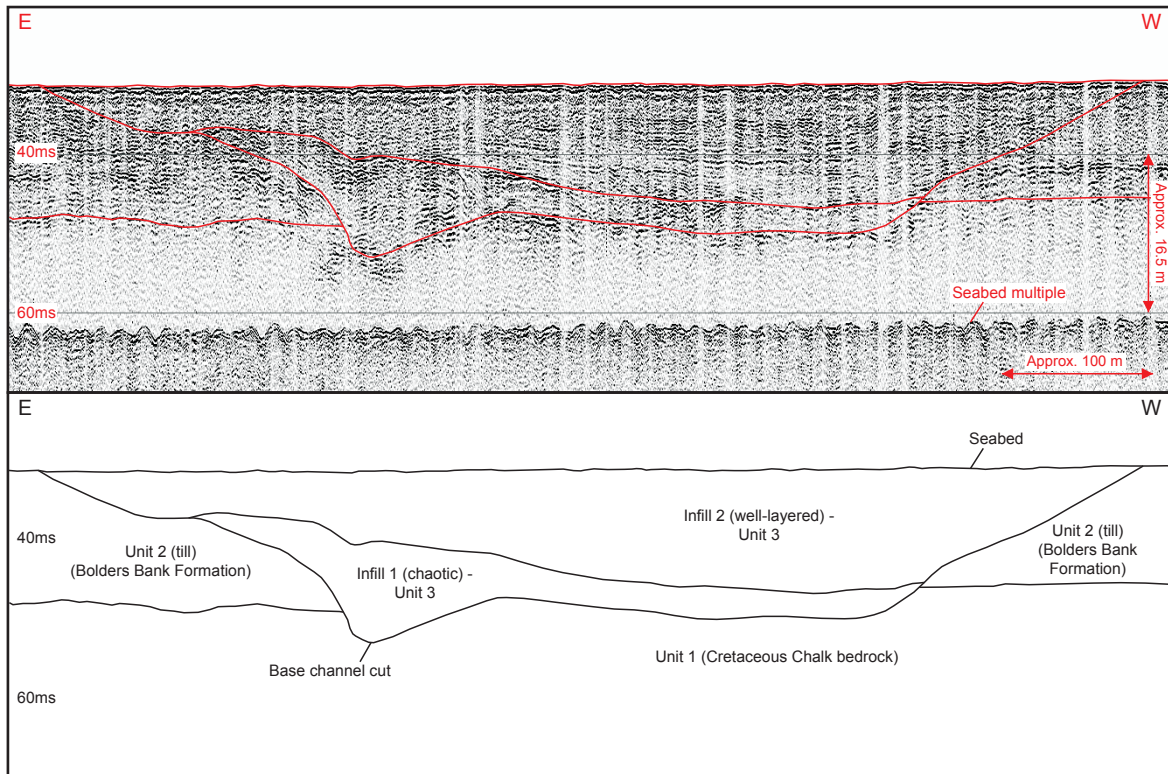 E
W
40ms
Approx. 16.5 m
Seabed multiple
60ms
Approx. 100 m
E
W
Seabed
Infill 2 (well-layered) -
Unit 3
40ms
Unit 2 (till)
(Bolders Bank Formation)
Infill 1 (chaotic) -
Unit 3
Unit 2 (till)
(Bolders Bank
Formation)
Base channel cut
Unit 1 (Cretaceous Chalk bedrock)
60ms